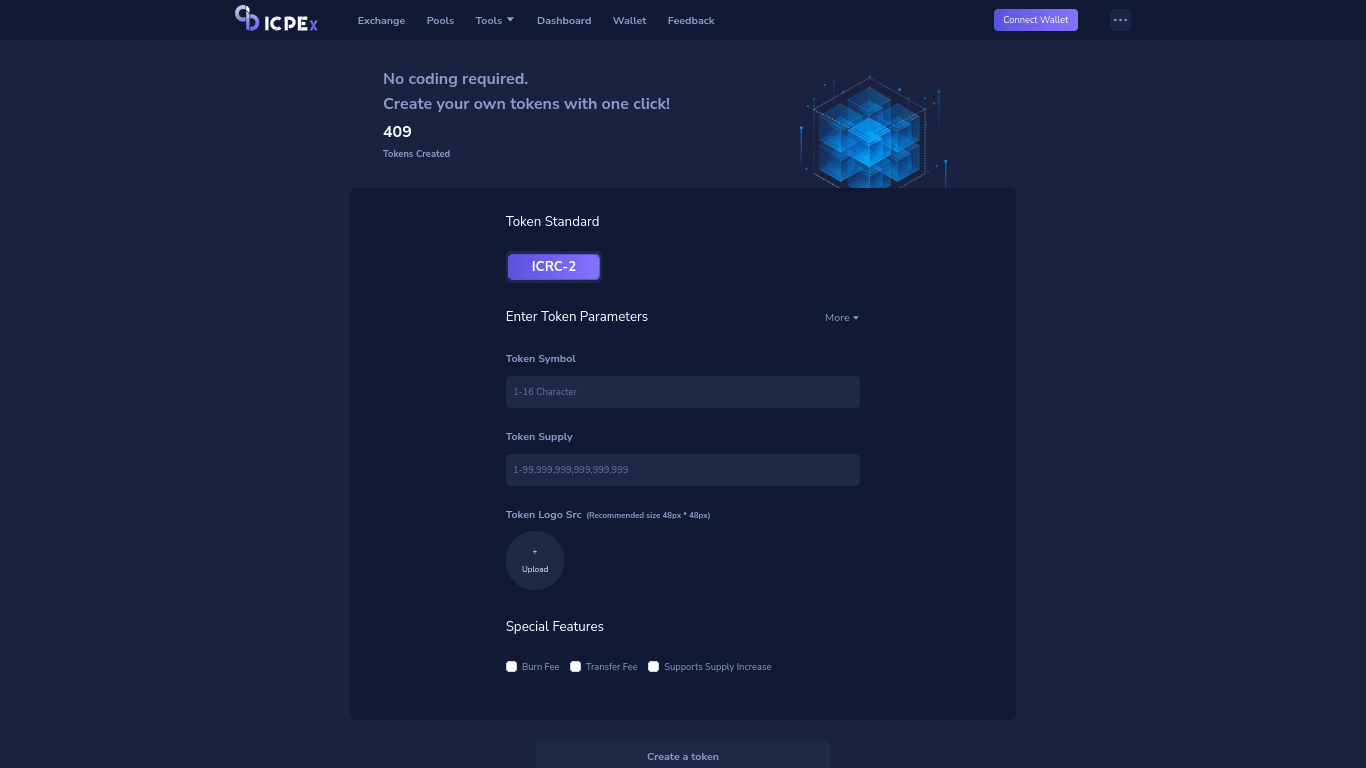 ICPEx
Exchange
Pools
Tools
Dashboard
Wallet
Feedback
Connect Wallet
No coding required.
Create your own tokens with one click!
409
Tokens Created
Token Standard
ICRC-2
Enter Token Parameters
More
Token Symbol
1-16 Character
Token Supply
1-99,999,999,999,999,999
Token Logo Src (Recommended size 48px * 48px)
+
Upload
Special Features
Burn Fee
Transfer Fee
Supports Supply Increase
Create a token